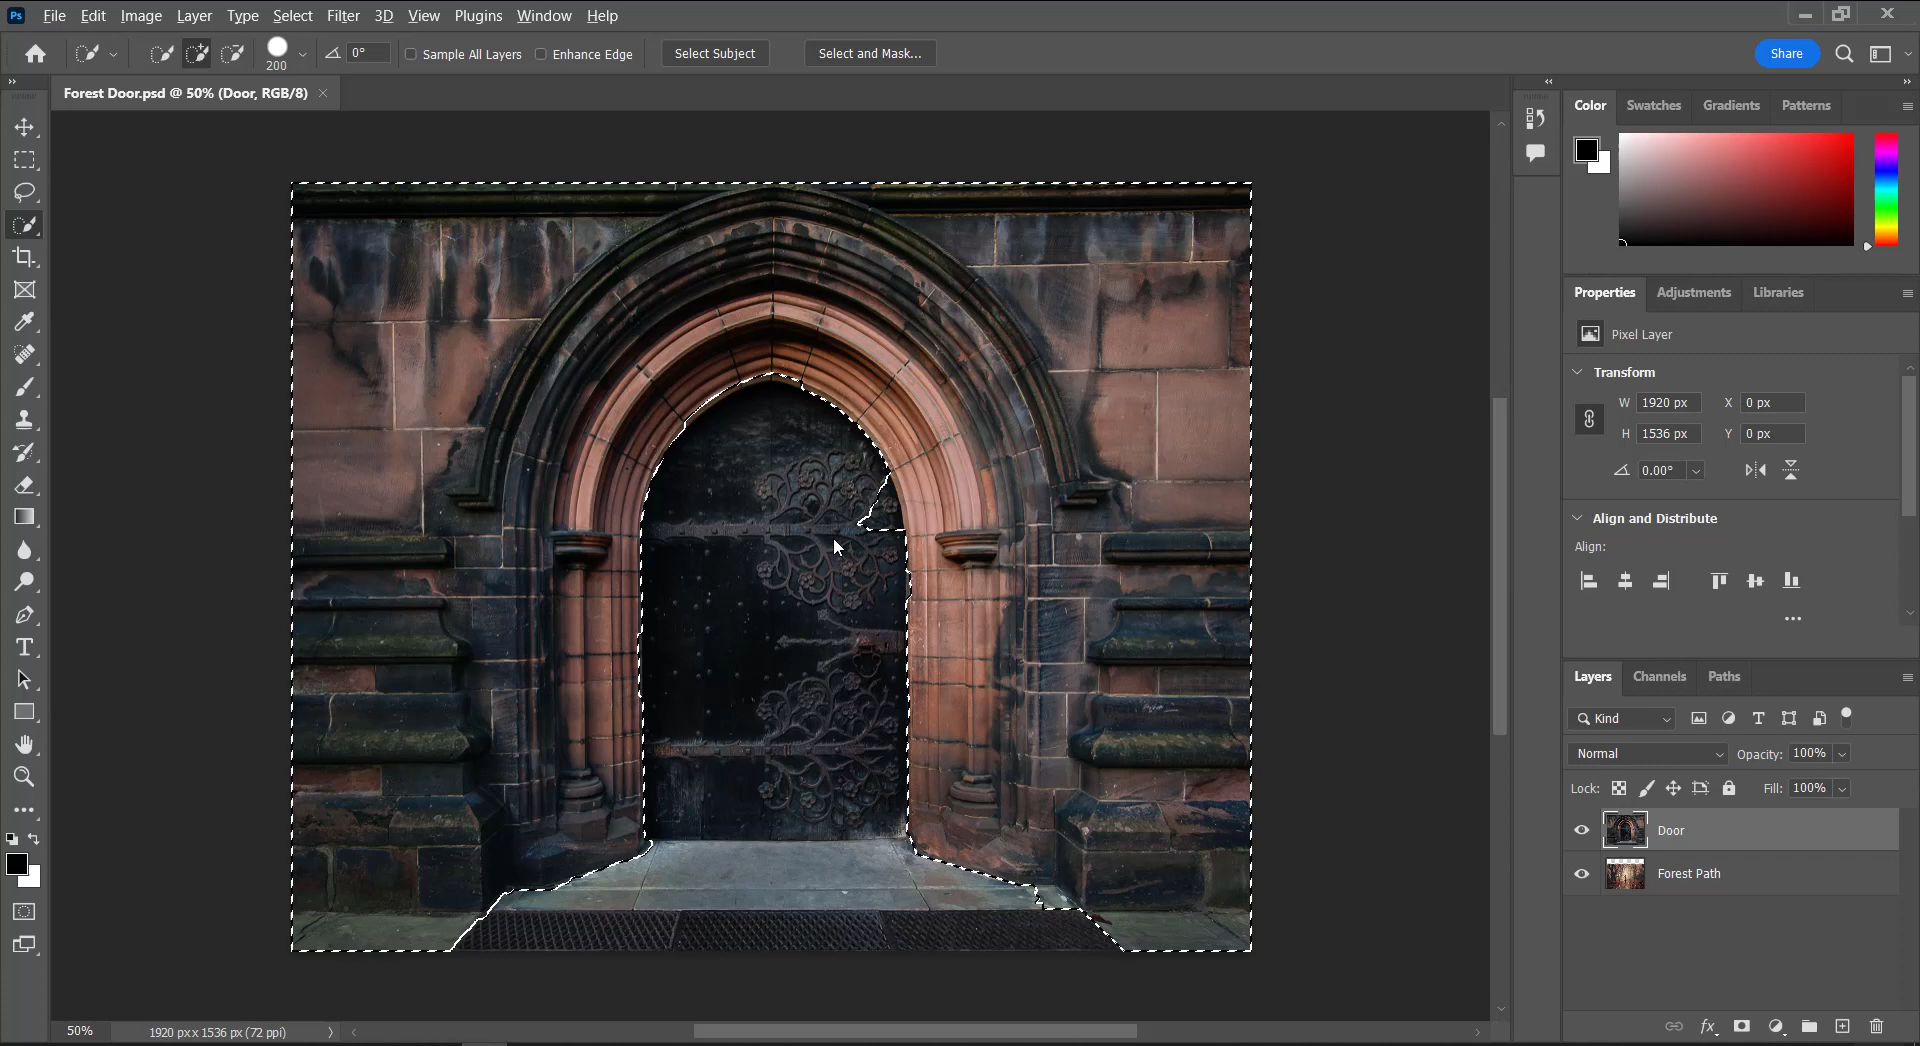 Ps File Edit Image Layer Type Select Filter 3D View Plugins Window Help
200 0° Sample All Layers Enhance Edge Select Subject Select and Mask... Share
Forest Door.psd @ 50% (Door, RGB/8)
Color Swatches Gradients Patterns
Properties Adjustments Libraries
Pixel Layer
Transform
W 1920 px X 0 px
H 1536 px Y 0 px
0.00°
Align and Distribute
Align:
Layers Channels Paths
Kind
Normal Opacity: 100%
Lock: Fill: 100%
Door
Forest Path
fx
50% 1920 px x 1536 px (72 ppi)